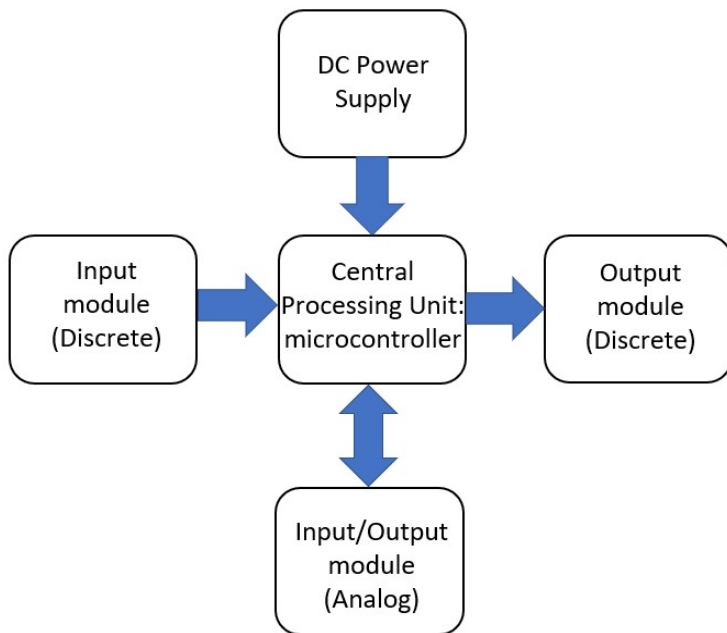 DC Power
Supply
Input
module
(Discrete)
Central
Processing Unit:
microcontroller
Output
module
(Discrete)
Input/Output
module
(Analog)